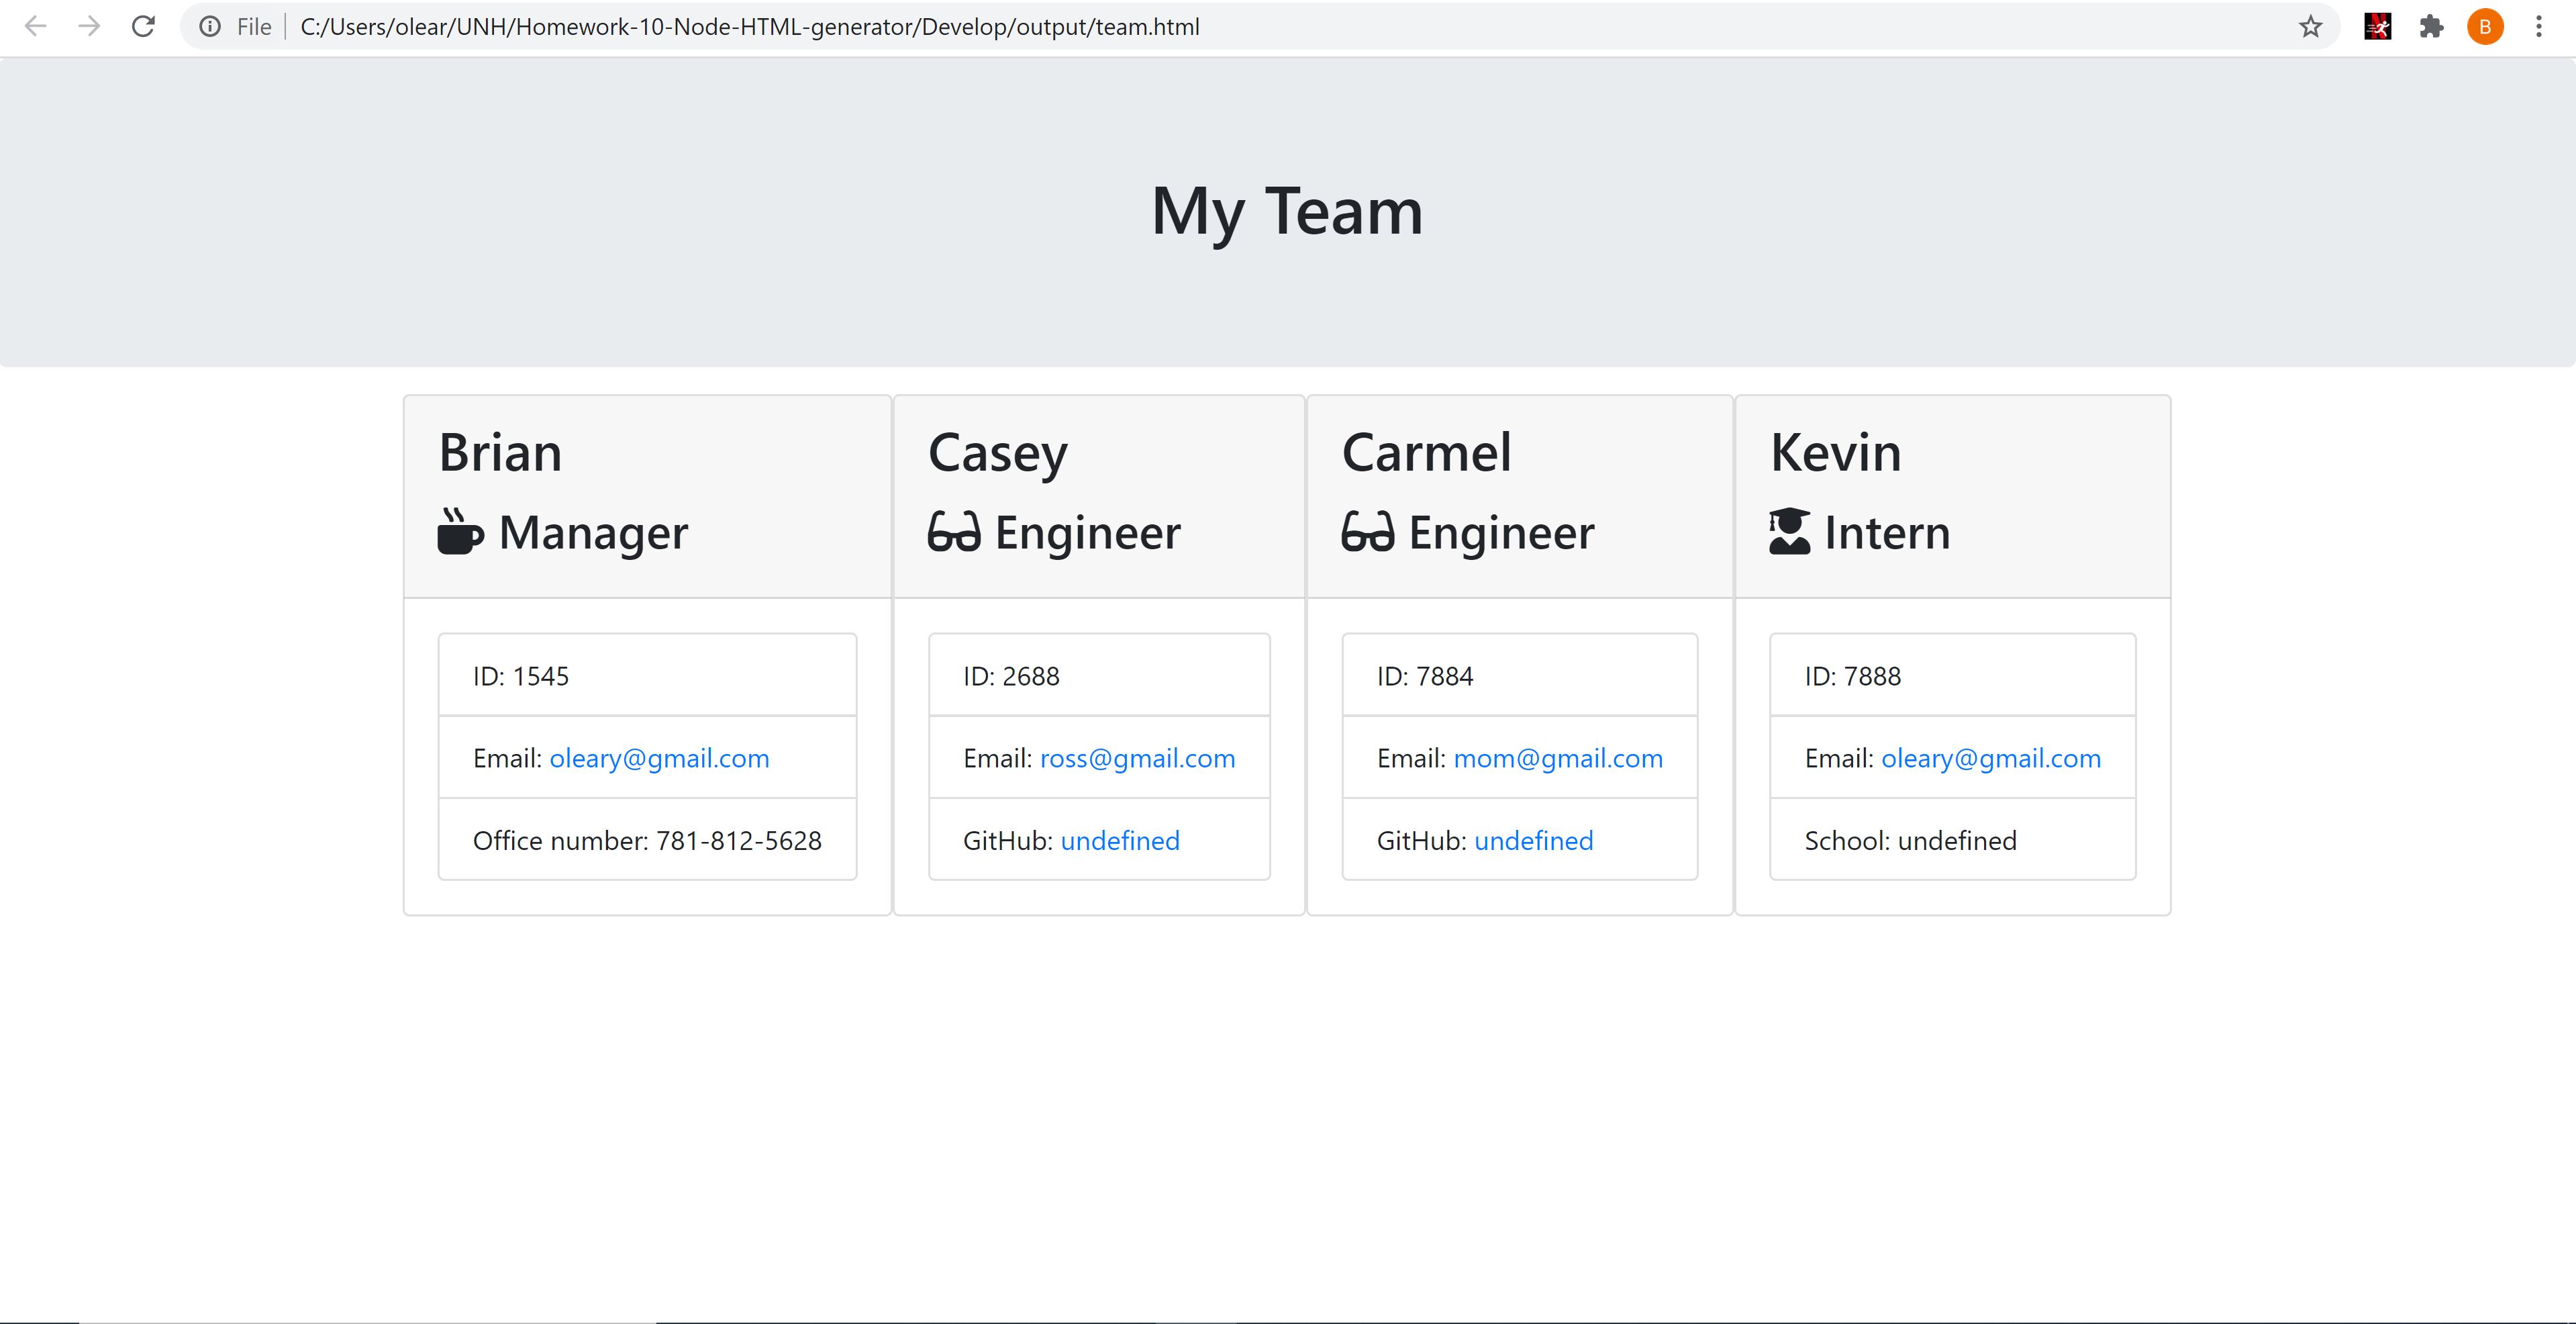 File C:/Users/olear/UNH/Homework-10-Node-HTML-generator/Develop/output/team.html
B
My Team
Brian
Manager
ID: 1545
Email: oleary@gmail.com
Office number: 781-812-5628
Casey
Engineer
ID: 2688
Email: ross@gmail.com
GitHub: undefined
Carmel
Engineer
ID: 7884
Email: mom@gmail.com
GitHub: undefined
Kevin
Intern
ID: 7888
Email: oleary@gmail.com
School: undefined